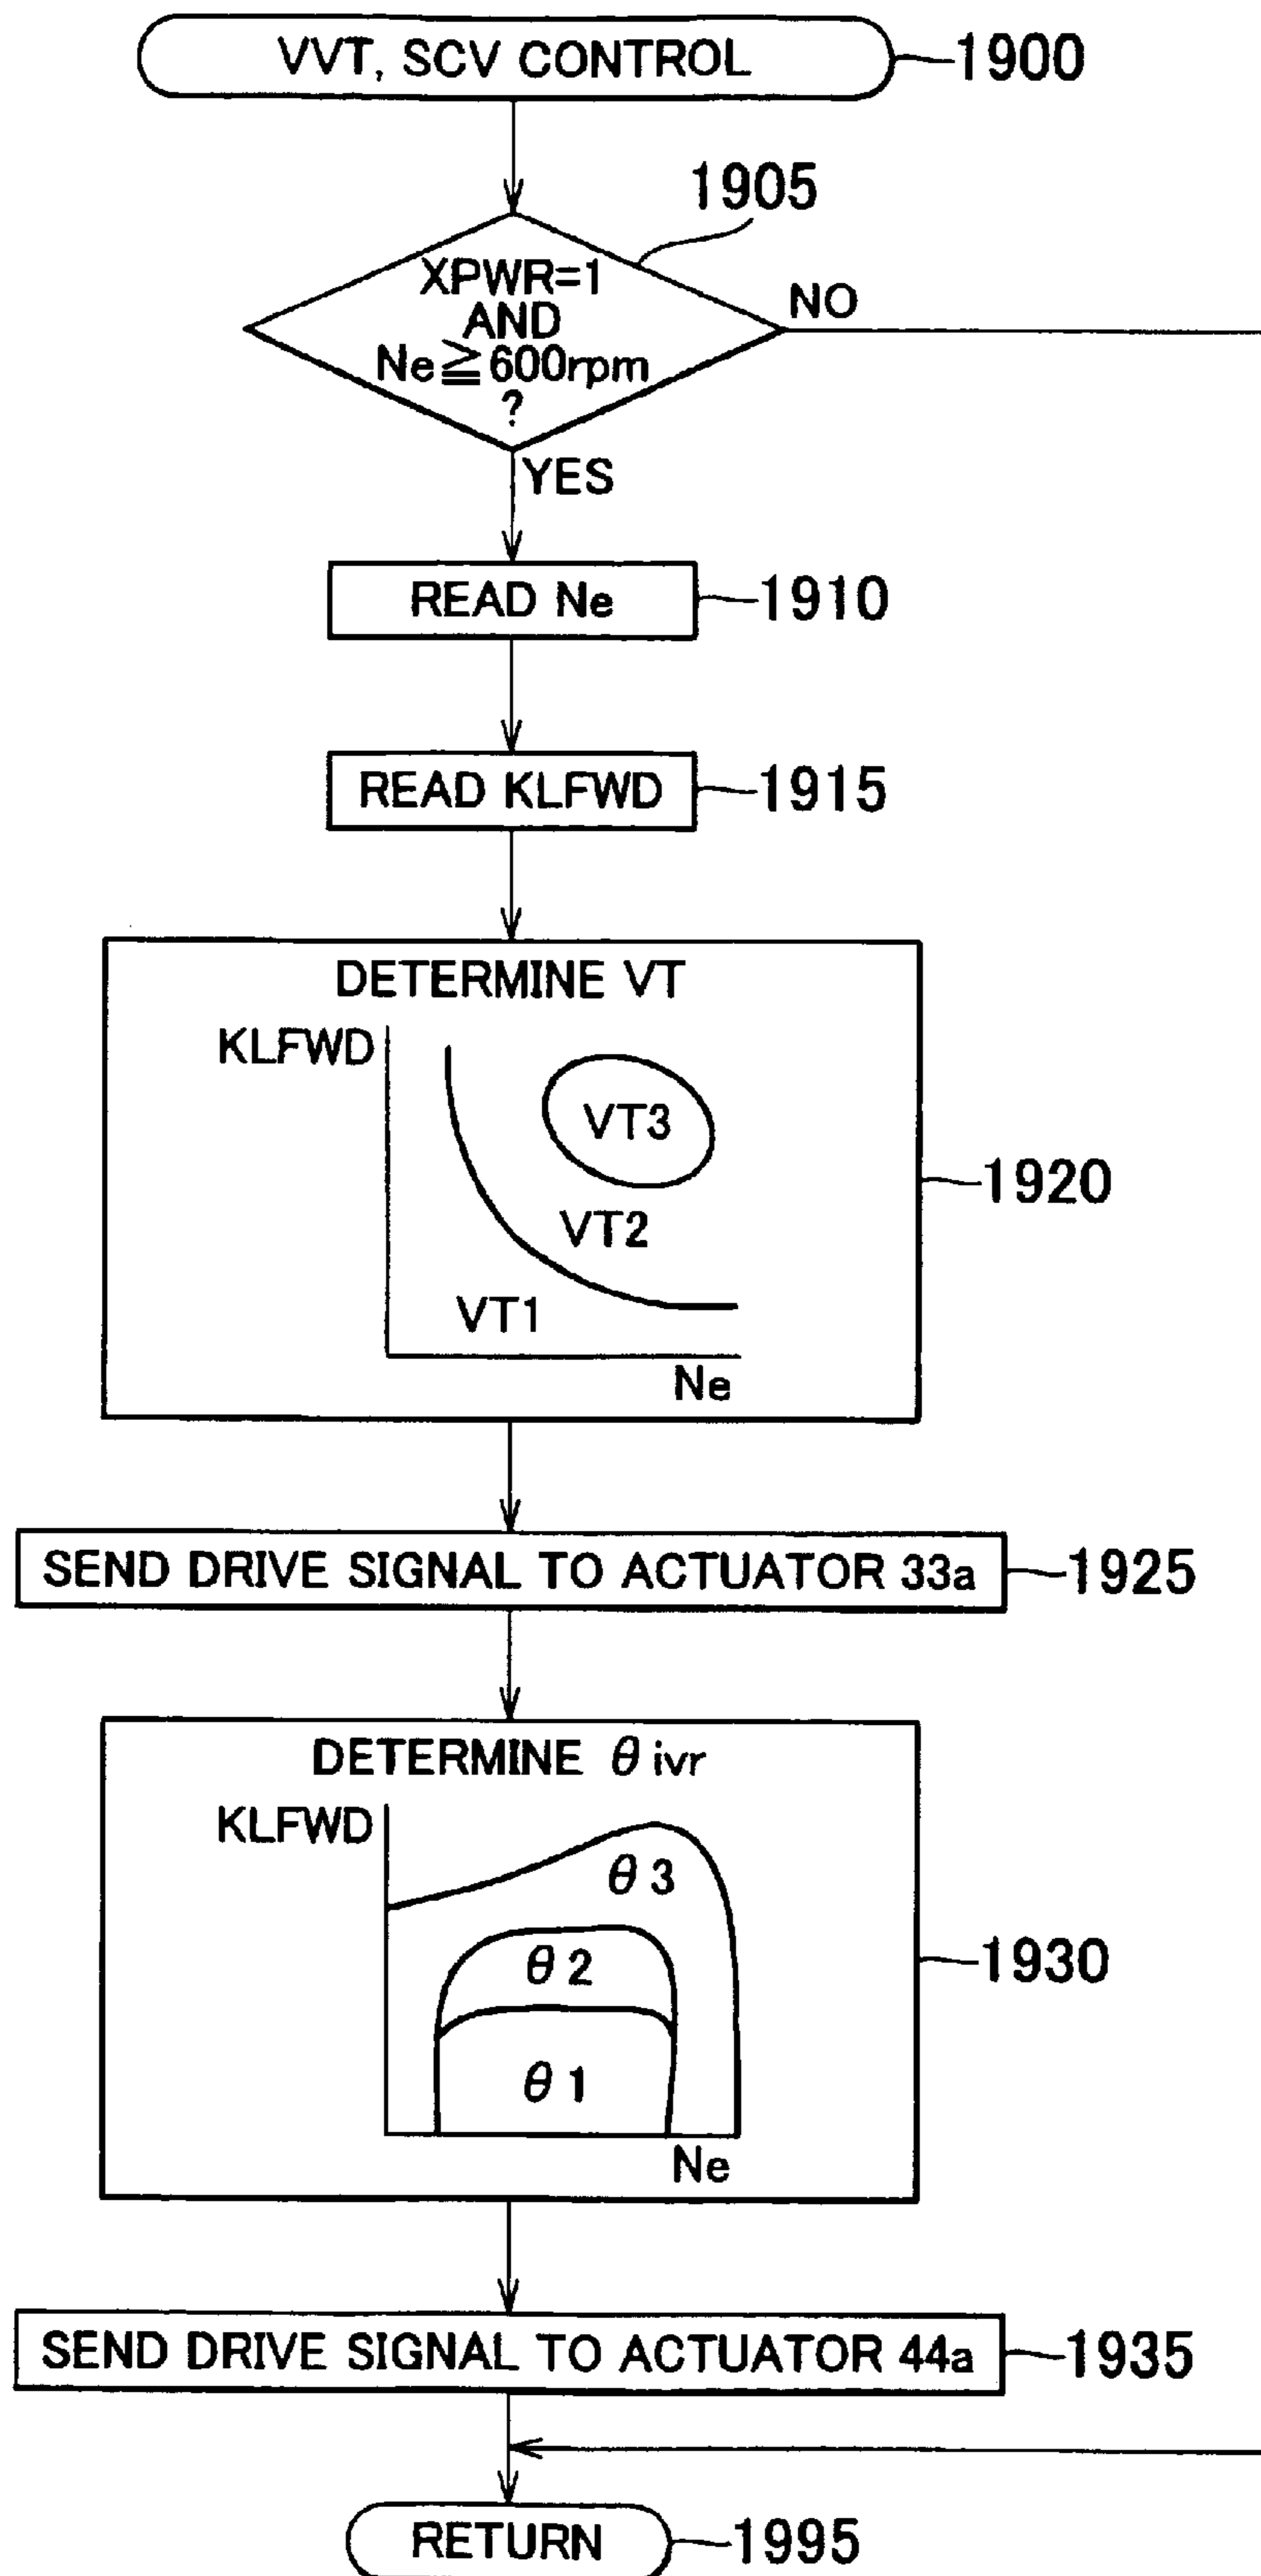 VVT, SCV CONTROL
1900
1905
XPWR=1
AND
Ne≧600rpm
?
NO
YES
READ Ne
1910
READ KLFWD
1915
DETERMINE VT
KLFWD
VT3
VT2
VT1
Ne
1920
SEND DRIVE SIGNAL TO ACTUATOR 33a
1925
DETERMINE θivr
KLFWD
θ3
θ2
θ1
Ne
1930
SEND DRIVE SIGNAL TO ACTUATOR 44a
1935
RETURN
1995